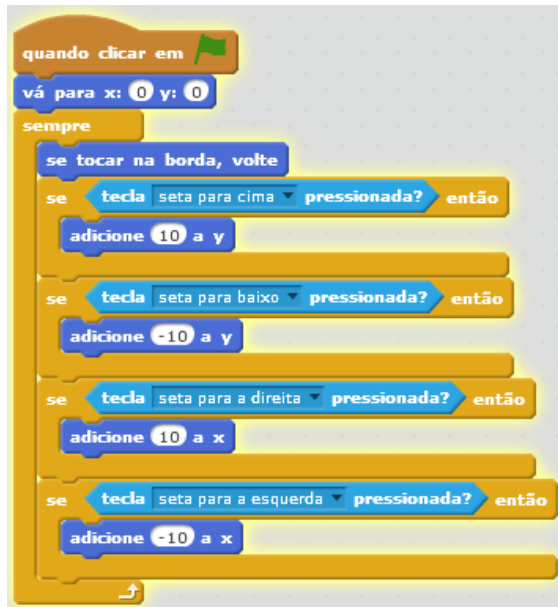 quando clicar em
vá para x: 0 y: 0
sempre
se tocar na borda, volte
se tecla seta para cima pressionada? então
adicione 10 a y
se tecla seta para baixo pressionada? então
adicione -10 a y
se tecla seta para a direita pressionada? então
adicione 10 a x
se tecla seta para a esquerda pressionada? então
adicione -10 a x